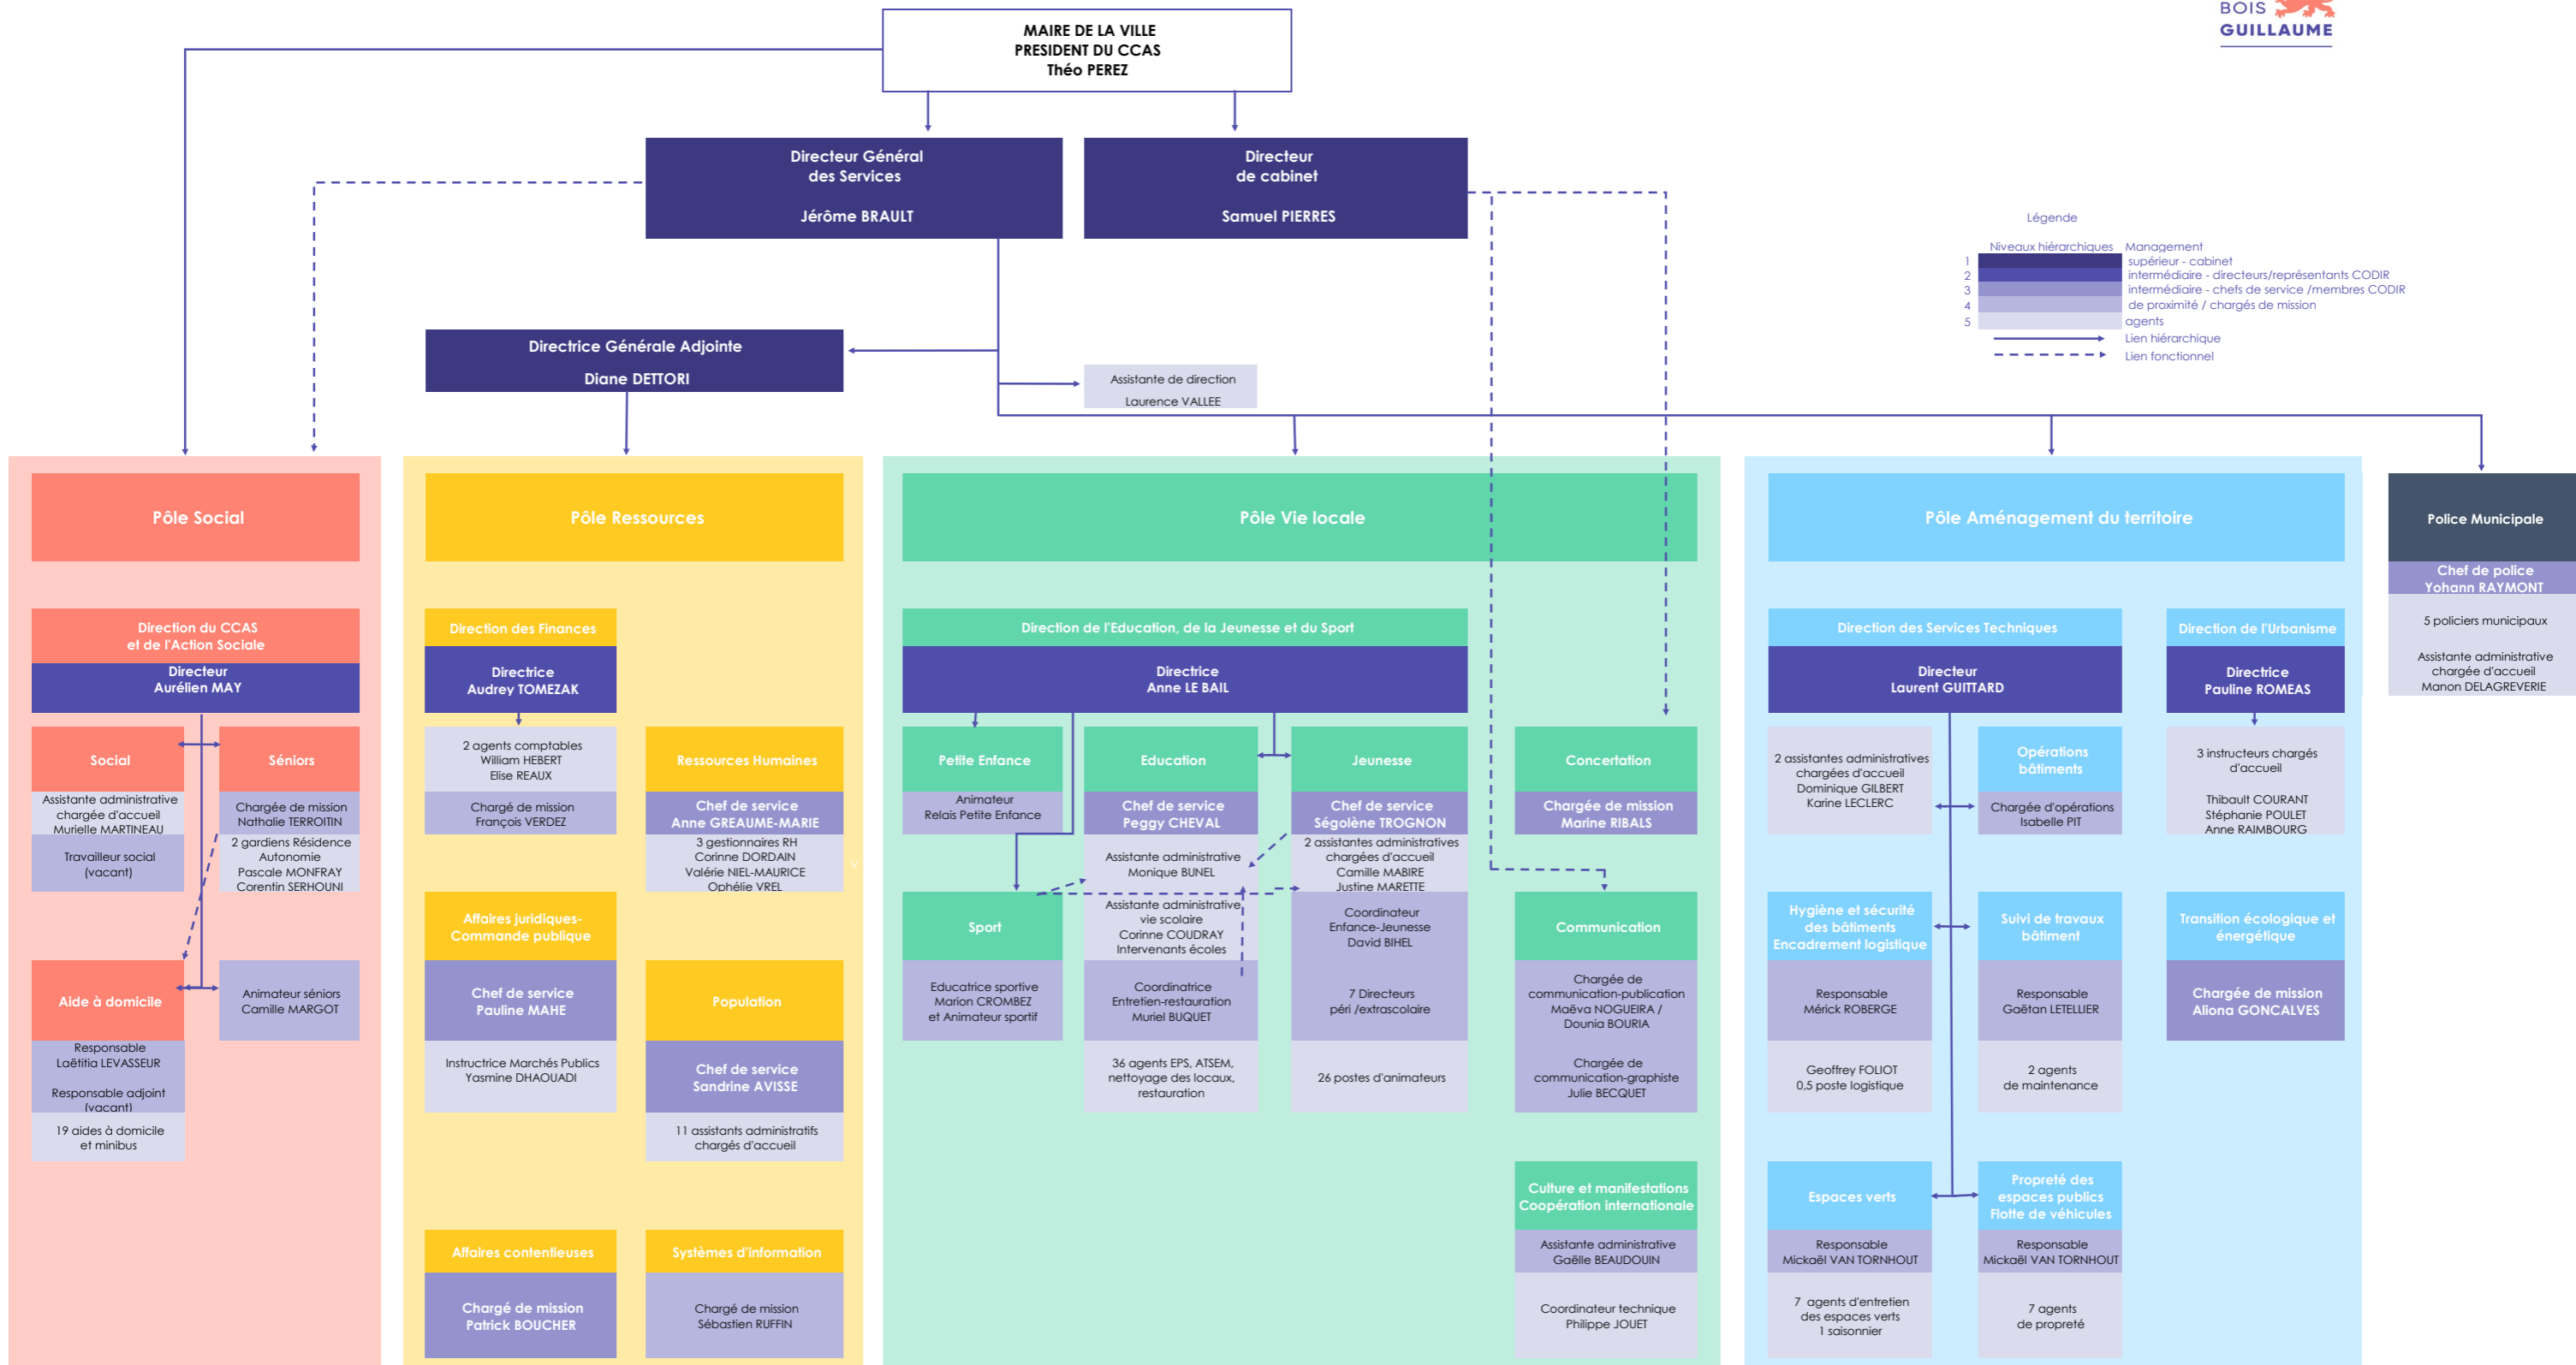 BOIS
GUILLAUME
MAIRE DE LA VILLE
PRESIDENT DU CCAS
Théo PEREZ
Directeur Général
des Services
Jérôme BRAULT
Directeur
de cabinet
Samuel PIERRES
Légende
Niveaux hiérarchiques Management
1 supérieur - cabinet
2 intermédiaire - directeurs/représentants CODIR
3 intermédiaire - chefs de service /membres CODIR
4 de proximité / chargés de mission
5 agents
Lien hiérarchique
Lien fonctionnel
Directrice Générale Adjointe
Diane DETTORI
Assistante de direction
Laurence VALLEE
Pôle Social
Direction du CCAS
et de l'Action Sociale
Directeur
Aurélien MAY
Social
Assistante administrative
chargée d'accueil
Murielle MARTINEAU
Travailleur social
(vacant)
Séniors
Chargée de mission
Nathalie TERROITIN
2 gardiens Résidence
Autonomie
Pascale MONFRAY
Corentin SERHOUNI
Aide à domicile
Responsable
Laëtitia LEVASSEUR
Responsable adjoint
(vacant)
19 aides à domicile
et minibus
Animateur séniors
Camille MARGOT
Pôle Ressources
Direction des Finances
Directrice
Audrey TOMEZAK
2 agents comptables
William HEBERT
Elise REAUX
Chargé de mission
François VERDEZ
Ressources Humaines
Chef de service
Anne GREAUME-MARIE
3 gestionnaires RH
Corinne DORDAIN
Valérie NIEL-MAURICE
Ophélie VREL
V
Affaires juridiques-
Commande publique
Chef de service
Pauline MAHE
Instructrice Marchés Publics
Yasmine DHAOUADI
Population
Chef de service
Sandrine AVISSE
11 assistants administratifs
chargés d'accueil
Affaires contentieuses
Chargé de mission
Patrick BOUCHER
Systèmes d'information
Chargé de mission
Sébastien RUFFIN
Pôle Vie locale
Direction de l'Education, de la Jeunesse et du Sport
Directrice
Anne LE BAIL
Petite Enfance
Animateur
Relais Petite Enfance
Sport
Educatrice sportive
Marion CROMBEZ
et Animateur sportif
Education
Chef de service
Peggy CHEVAL
Assistante administrative
Monique BUNEL
Assistante administrative
vie scolaire
Corinne COUDRAY
Intervenants écoles
Coordinatrice
Entretien-restauration
Muriel BUQUET
36 agents EPS, ATSEM,
nettoyage des locaux,
restauration
Jeunesse
Chef de service
Ségolène TROGNON
2 assistantes administratives
chargées d'accueil
Camille MABIRE
Justine MARETTE
Coordinateur
Enfance-Jeunesse
David BIHEL
7 Directeurs
péri /extrascolaire
26 postes d'animateurs
Concertation
Chargée de mission
Marine RIBALS
Communication
Chargée de
communication-publication
Maëva NOGUEIRA /
Dounia BOURIA
Chargée de
communication-graphiste
Julie BECQUET
Culture et manifestations
Coopération internationale
Assistante administrative
Gaëlle BEAUDOUIN
Coordinateur technique
Philippe JOUET
Pôle Aménagement du territoire
Direction des Services Techniques
Directeur
Laurent GUITTARD
2 assistantes administratives
chargées d'accueil
Dominique GILBERT
Karine LECLERC
Opérations
bâtiments
Chargée d'opérations
Isabelle PIT
Hygiène et sécurité
des bâtiments
Encadrement logistique
Responsable
Mérick ROBERGE
Geoffrey FOLIOT
0,5 poste logistique
Suivi de travaux
bâtiment
Responsable
Gaëtan LETELLIER
2 agents
de maintenance
Espaces verts
Responsable
Mickaël VAN TORNHOUT
7 agents d'entretien
des espaces verts
1 saisonnier
Propreté des
espaces publics
Flotte de véhicules
Responsable
Mickaël VAN TORNHOUT
7 agents
de propreté
Direction de l'Urbanisme
Directrice
Pauline ROMEAS
3 instructeurs chargés
d'accueil
Thibault COURANT
Stéphanie POULET
Anne RAIMBOURG
Transition écologique et
énergétique
Chargée de mission
Aliona GONCALVES
Police Municipale
Chef de police
Yohann RAYMONT
5 policiers municipaux
Assistante administrative
chargée d'accueil
Manon DELAGREVERIE